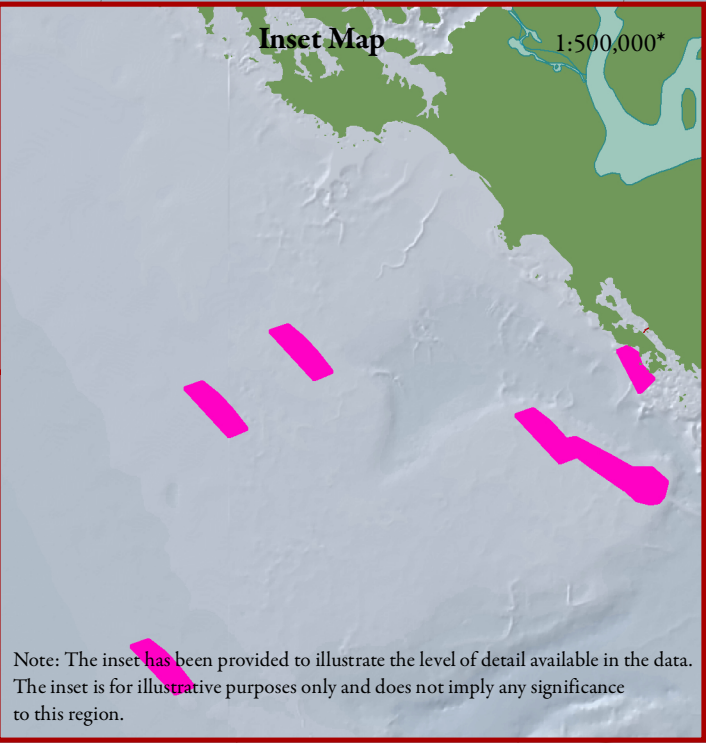 Inset Map
1:500,000*
Note: The inset has been provided to illustrate the level of detail available in the data.
The inset is for illustrative purposes only and does not imply any significance
to this region.